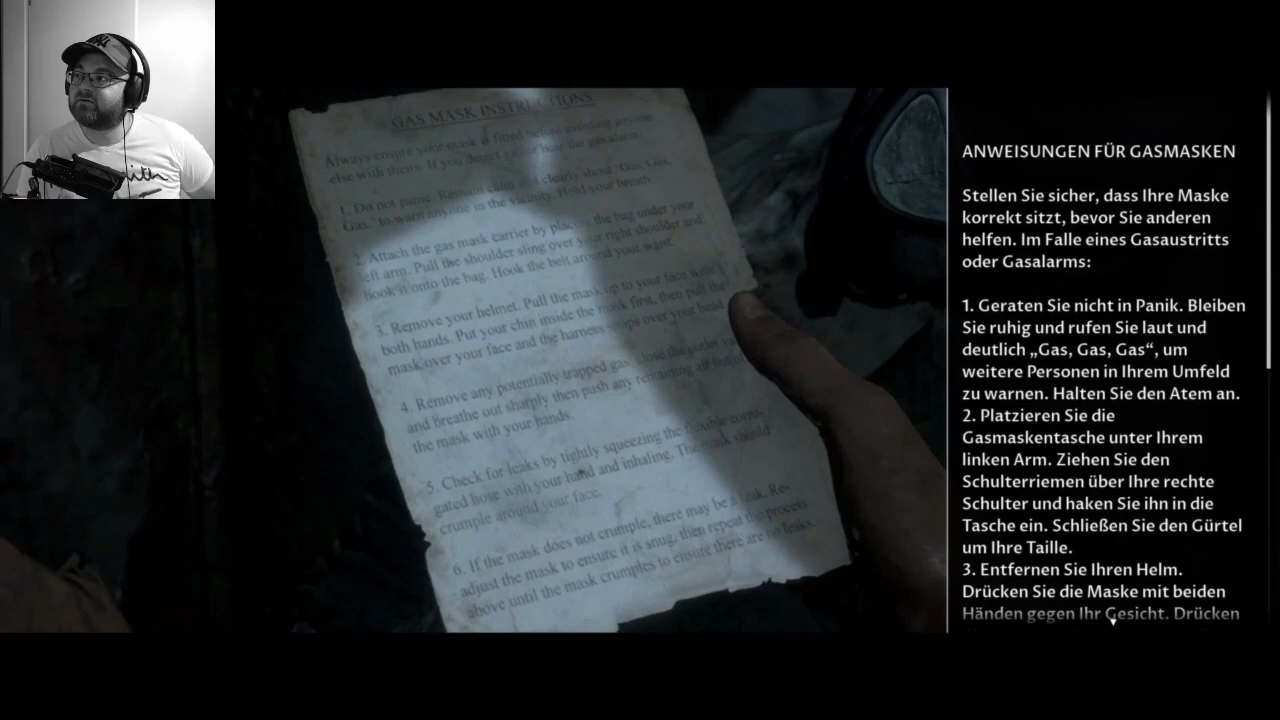 GAS MASK INSTRUCTIONS
Always ensure your mask is fitted before assisting anyone
else with theirs. If you detect gas or hear the gas alarm:
1. Do not panic. Remain calm and clearly shout 'Gas, Gas,
Gas.' to warn anyone in the vicinity. Hold your breath.
2. Attach the gas mask carrier by placing the bag under your
left arm. Pull the shoulder sling over your right shoulder and
hook it onto the bag. Hook the belt around your waist.
3. Remove your helmet. Pull the mask up to your face with
both hands. Put your chin inside the mask first, then pull the
mask over your face and the harness straps over your head.
4. Remove any potentially trapped gas. Close the outlet
and breathe out sharply then push any remaining air out of
the mask with your hands.
5. Check for leaks by tightly squeezing the flexible corru-
gated hose with your hand and inhaling. The mask should
crumple around your face.
6. If the mask does not crumple, there may be a leak. Re-
adjust the mask to ensure it is snug, then repeat the process
above until the mask crumples to ensure there are no leaks.
ANWEISUNGEN FÜR GASMASKEN
Stellen Sie sicher, dass Ihre Maske
korrekt sitzt, bevor Sie anderen
helfen. Im Falle eines Gasaustritts
oder Gasalarms:
1. Geraten Sie nicht in Panik. Bleiben
Sie ruhig und rufen Sie laut und
deutlich „Gas, Gas, Gas“, um
weitere Personen in Ihrem Umfeld
zu warnen. Halten Sie den Atem an.
2. Platzieren Sie die
Gasmaskentasche unter Ihrem
linken Arm. Ziehen Sie den
Schulterriemen über Ihre rechte
Schulter und haken Sie ihn in die
Tasche ein. Schließen Sie den Gürtel
um Ihre Taille.
3. Entfernen Sie Ihren Helm.
Drücken Sie die Maske mit beiden
Händen gegen Ihr Gesicht. Drücken